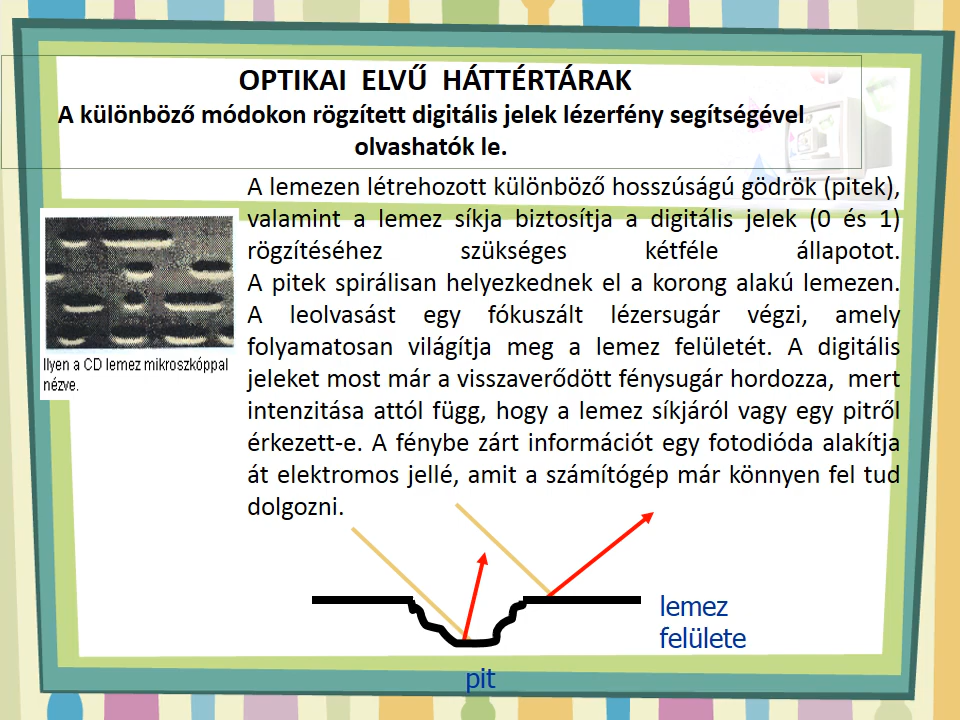 OPTIKAI ELVŰ HÁTTÉRTÁRAK
A különböző módokon rögzített digitális jelek lézerfény segítségével
olvashatók le.
A lemezen létrehozott különböző hosszúságú gödrök (pitek),
valamint a lemez síkja biztosítja a digitális jelek (0 és 1)
rögzítéséhez szükséges kétféle állapotot.
A pitek spirálisan helyezkednek el a korong alakú lemezen.
A leolvasást egy fókuszált lézersugár végzi, amely
folyamatosan világítja meg a lemez felületét. A digitális
jeleket most már a visszaverődött fénysugár hordozza, mert
intenzitása attól függ, hogy a lemez síkjáról vagy egy pitről
érkezett-e. A fénybe zárt információt egy fotodióda alakítja
át elektromos jellé, amit a számítógép már könnyen fel tud
dolgozni.
Ilyen a CD lemez mikroszkóppal
nézve.
lemez
felülete
pit